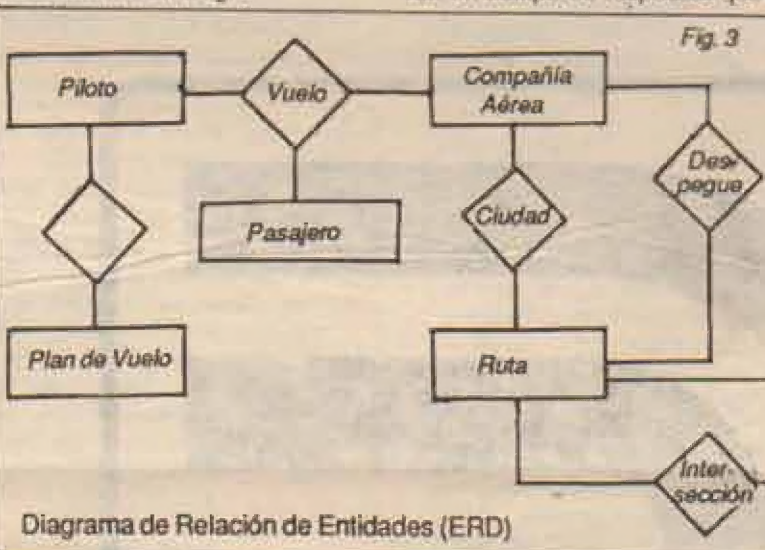 Fig. 3
Piloto
Vuelo
Compañía
Aérea
Des-
pegue
Pasajero
Ciudad
Plan de Vuelo
Ruta
Inter-
sección
Diagrama de Relación de Entidades (ERD)